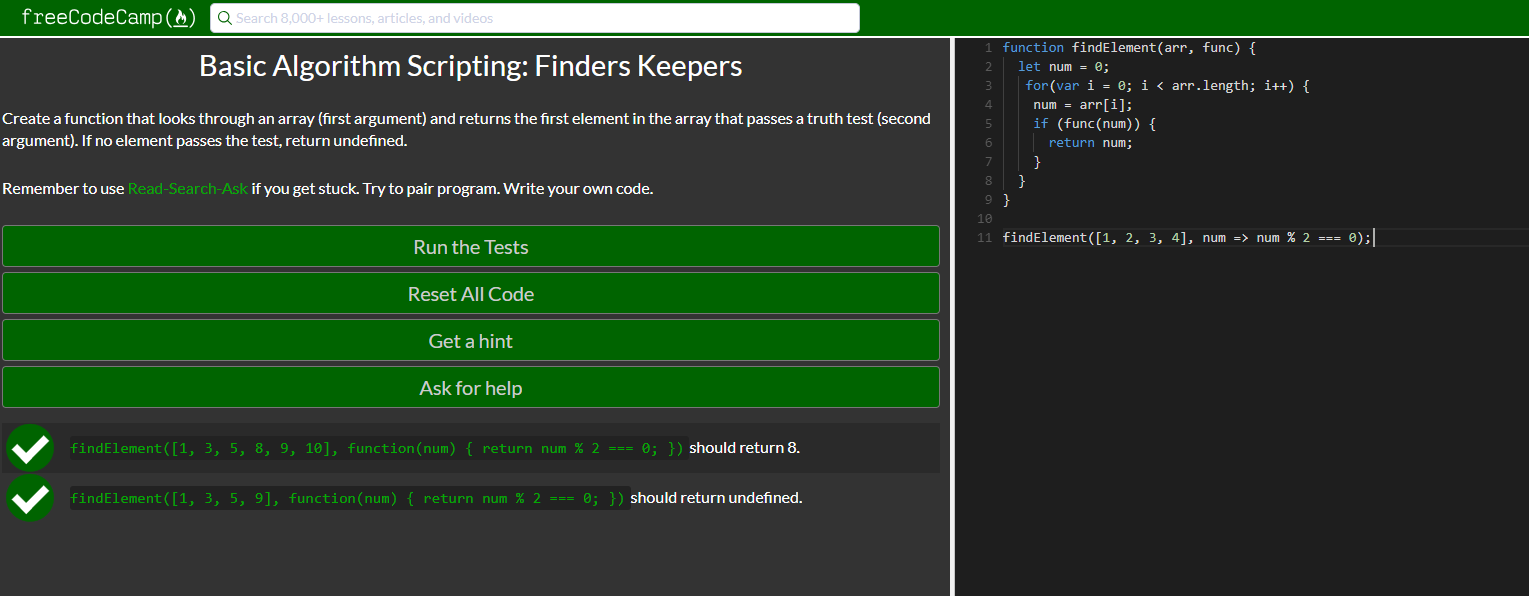 freeCodeCamp
Search 8,000+ lessons, articles, and videos
Basic Algorithm Scripting: Finders Keepers
Create a function that looks through an array (first argument) and returns the first element in the array that passes a truth test (second
argument). If no element passes the test, return undefined.
Remember to use Read-Search-Ask if you get stuck. Try to pair program. Write your own code.
Run the Tests
Reset All Code
Get a hint
Ask for help
findElement([1, 3, 5, 8, 9, 10], function(num) { return num % 2 === 0; }) should return 8.
findElement([1, 3, 5, 9], function(num) { return num % 2 === 0; }) should return undefined.
1 function findElement(arr, func) {
2 let num = 0;
3 for(var i = 0; i < arr.length; i++) {
4 num = arr[i];
5 if (func(num)) {
6 return num;
7 }
8 }
9 }
10
11 findElement([1, 2, 3, 4], num => num % 2 === 0);